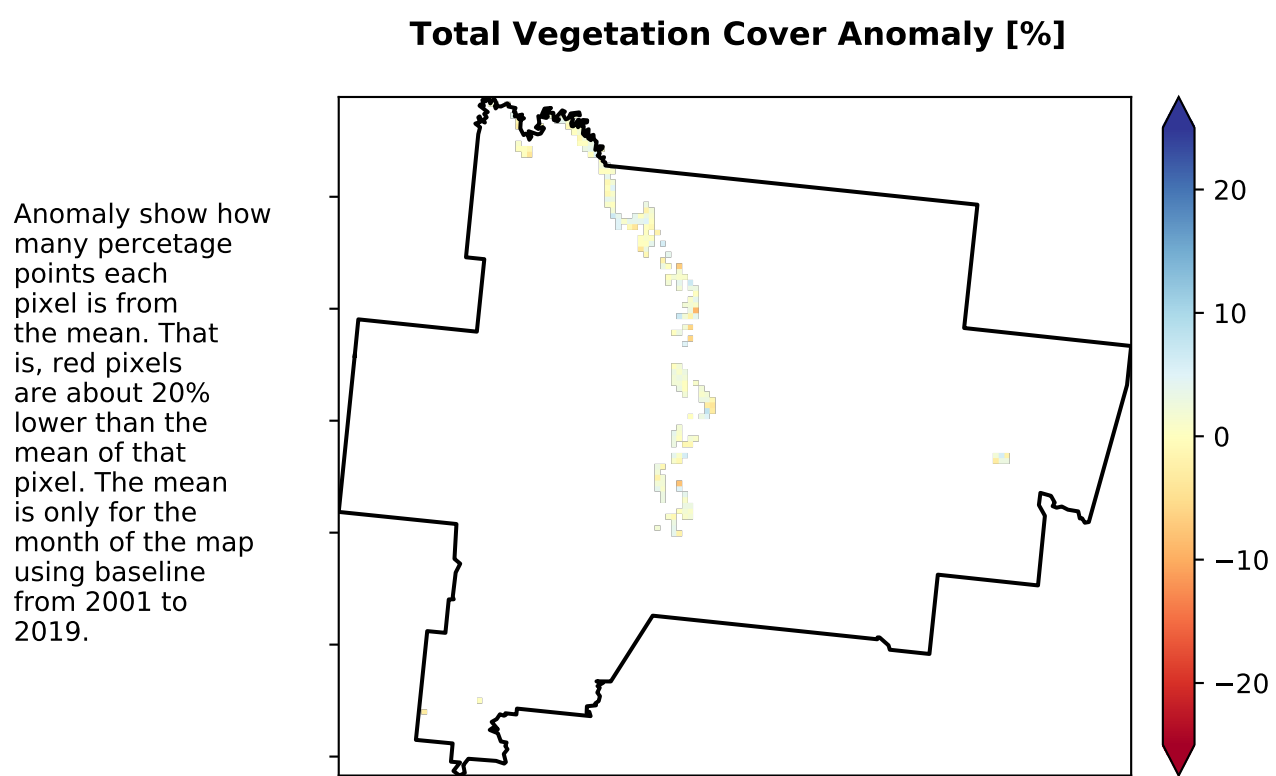 Total Vegetation Cover Anomaly [%]
Anomaly show how
many percetage
points each
pixel is from
the mean. That
is, red pixels
are about 20%
lower than the
mean of that
pixel. The mean
is only for the
month of the map
using baseline
from 2001 to
2019.
20
10
0
−10
−20